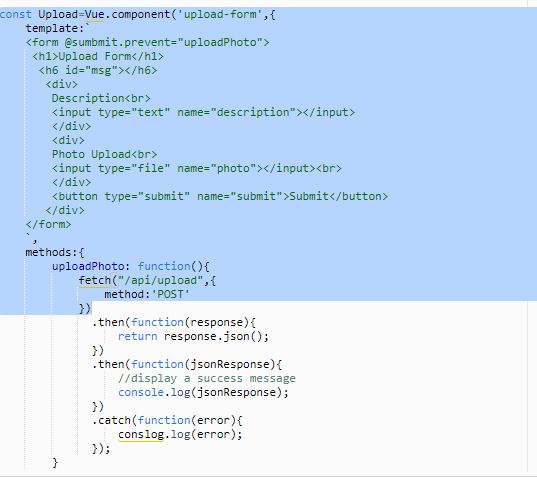 const Upload=Vue.component('upload-form',{
template:`
<form @sumbmit.prevent="uploadPhoto">
<h1>Upload Form</h1>
<h6 id="msg"></h6>
<div>
Description<br>
<input type="text" name="description"></input>
</div>
<div>
Photo Upload<br>
<input type="file" name="photo"></input><br>
</div>
<button type="submit" name="submit">Submit</button>
</div>
</form>
`,
methods:{
uploadPhoto: function(){
fetch("/api/upload",{
method:'POST'
})
.then(function(response){
return response.json();
})
.then(function(jsonResponse){
//display a success message
console.log(jsonResponse);
})
.catch(function(error){
conslog.log(error);
});
}